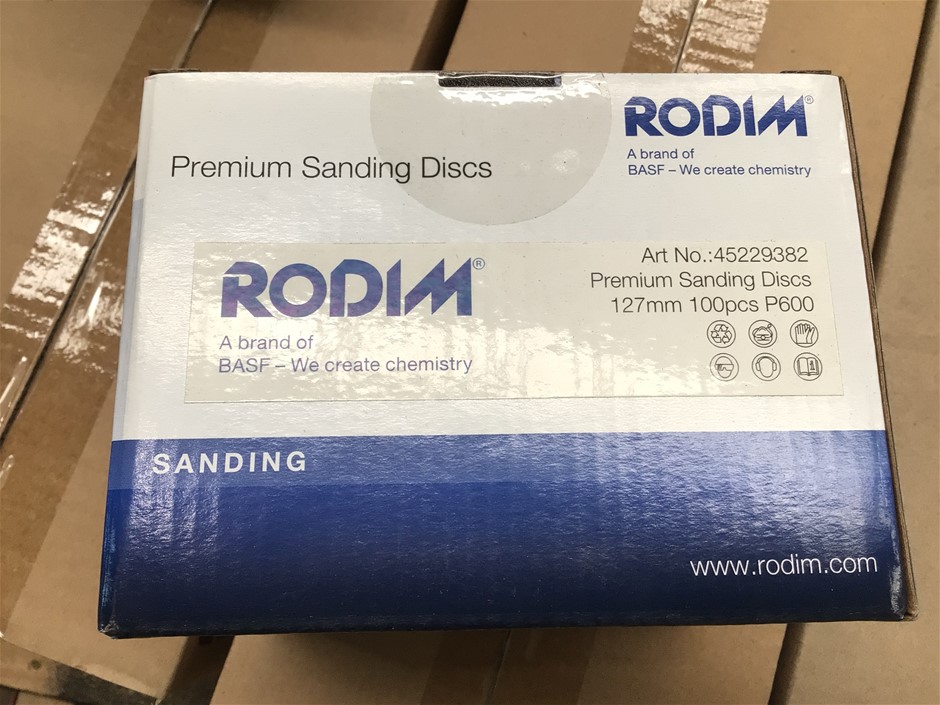 RODIM®
A brand of
BASF – We create chemistry
Premium Sanding Discs
RODIM®
A brand of
BASF – We create chemistry
Art No.:45229382
Premium Sanding Discs
127mm 100pcs P600
SANDING
www.rodim.com